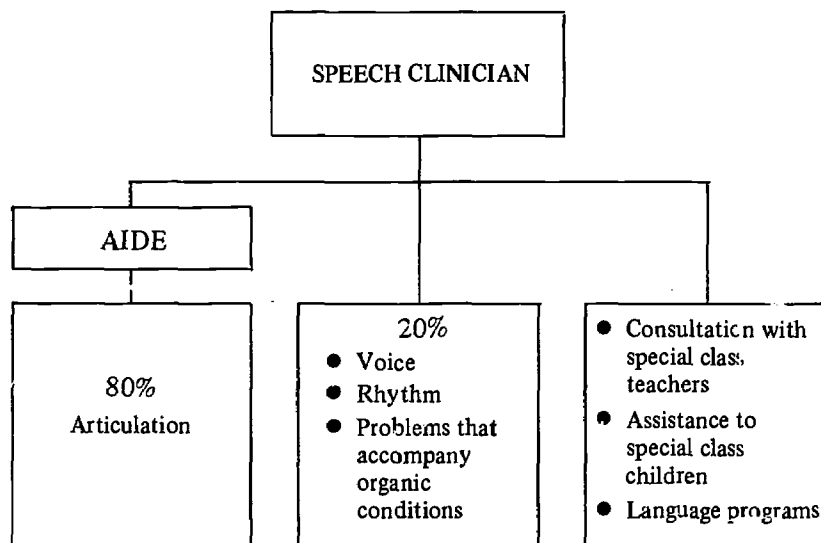 SPEECH CLINICIAN
AIDE
80%
Articulation
20%
● Voice
● Rhythm
● Problems that
accompany
organic
conditions
● Consultation with
special class
teachers
● Assistance to
special class
children
● Language programs